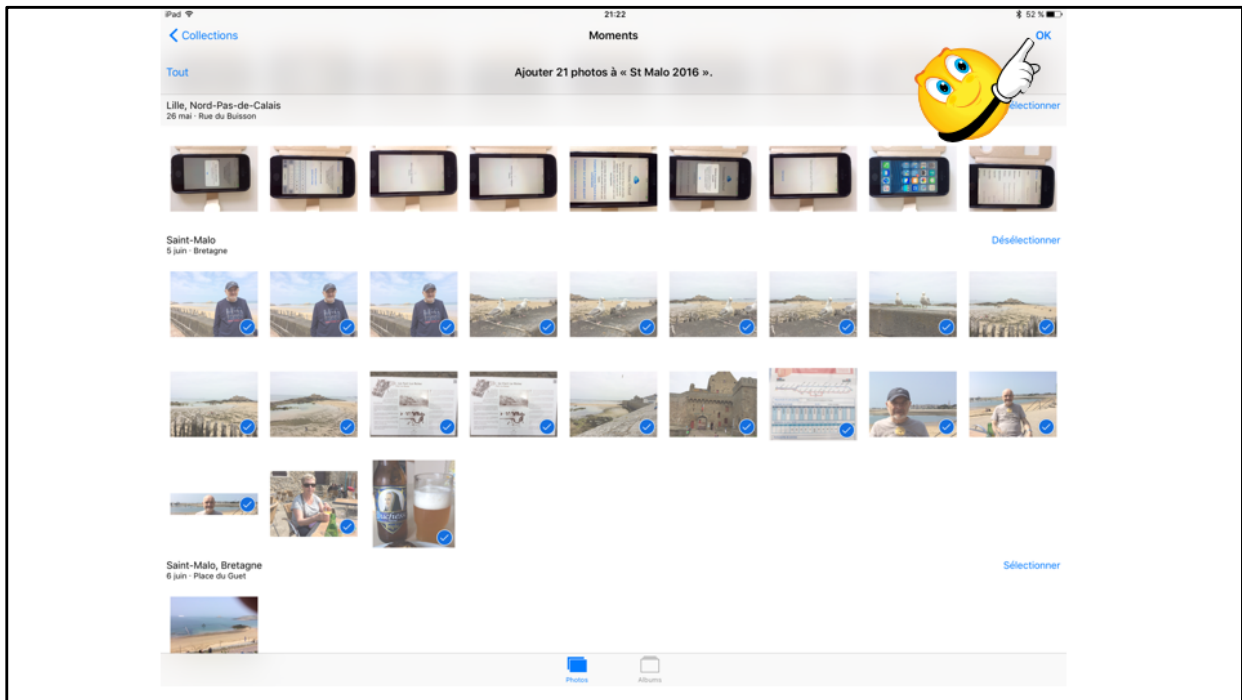 iPad 21:22 52 %
Collections Moments OK
Tout Ajouter 21 photos à « St Malo 2016 ».
Lille, Nord-Pas-de-Calais
26 mai · Rue du Buisson
Saint-Malo Désélectionner
5 juin · Bretagne
Saint-Malo, Bretagne Sélectionner
6 juin · Place du Guet
Photos Albums